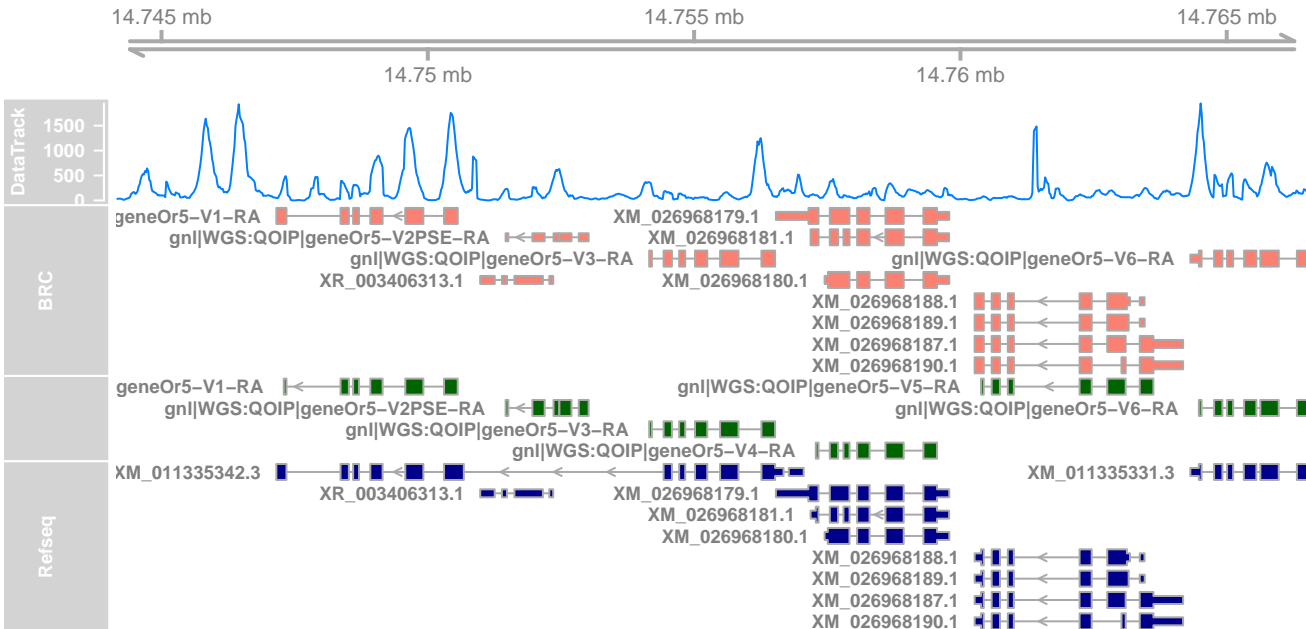 14.745 mb 14.755 mb 14.765 mb
14.75 mb 14.76 mb
DataTrack
1500
1000
500
0
BRC
geneOr5−V1−RA XM_026968179.1
gnl|WGS:QOIP|geneOr5−V2PSE−RA XM_026968181.1
gnl|WGS:QOIP|geneOr5−V3−RA gnl|WGS:QOIP|geneOr5−V6−RA
XR_003406313.1 XM_026968180.1
XM_026968188.1
XM_026968189.1
XM_026968187.1
XM_026968190.1
geneOr5−V1−RA gnl|WGS:QOIP|geneOr5−V5−RA
gnl|WGS:QOIP|geneOr5−V2PSE−RA gnl|WGS:QOIP|geneOr5−V6−RA
gnl|WGS:QOIP|geneOr5−V3−RA
gnl|WGS:QOIP|geneOr5−V4−RA
Refseq
XM_011335342.3 XM_011335331.3
XR_003406313.1 XM_026968179.1
XM_026968181.1
XM_026968180.1
XM_026968188.1
XM_026968189.1
XM_026968187.1
XM_026968190.1